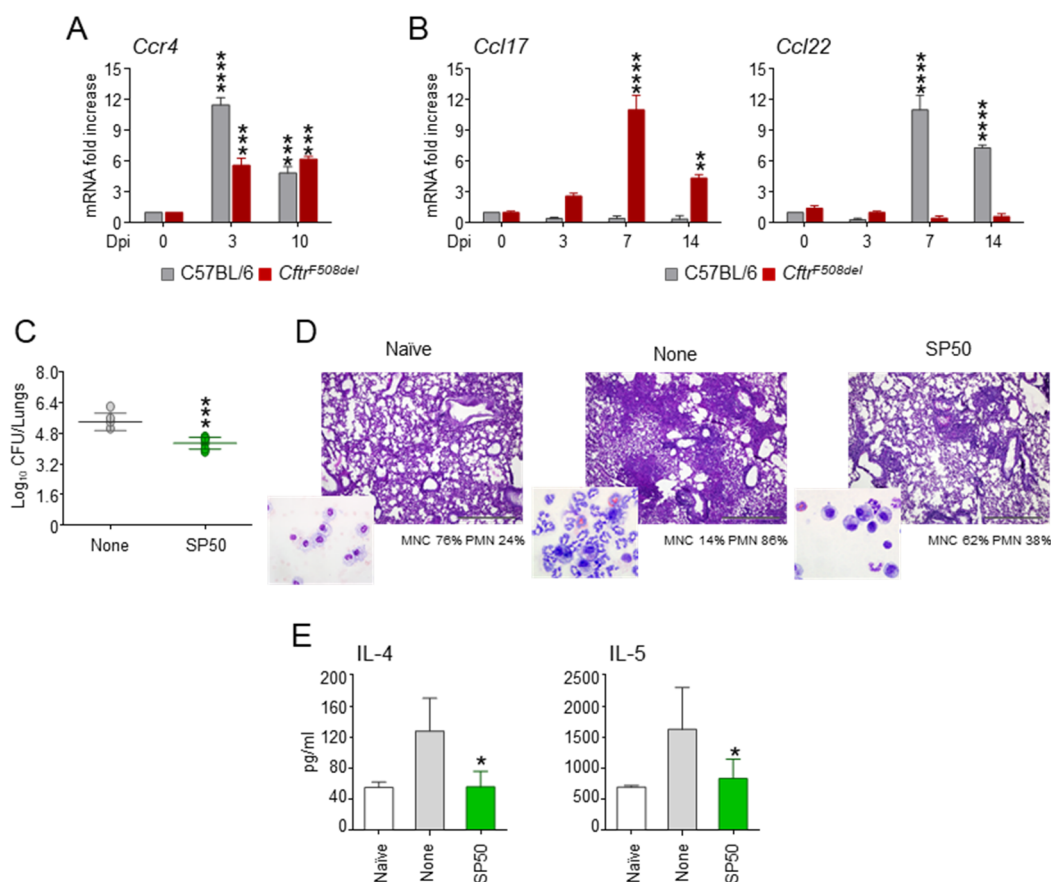 A
B
Ccr4
Ccl17
Ccl22
mRNA fold increase
15
12
9
6
3
0
****
***
***
***
Dpi
0
3
10
C57BL/6
CftrF508del
mRNA fold increase
15
12
9
6
3
0
****
**
Dpi
0
3
7
14
15
12
9
6
3
0
****
****
0
3
7
14
C57BL/6
CftrF508del
C
Log10 CFU/Lungs
8.0
6.4
4.8
3.2
1.6
0
***
None
SP50
D
Naïve
None
SP50
MNC 76% PMN 24%
MNC 14% PMN 86%
MNC 62% PMN 38%
E
IL-4
pg/ml
200
160
120
80
40
0
*
Naïve
None
SP50
IL-5
2500
2000
1500
1000
500
0
*
Naïve
None
SP50